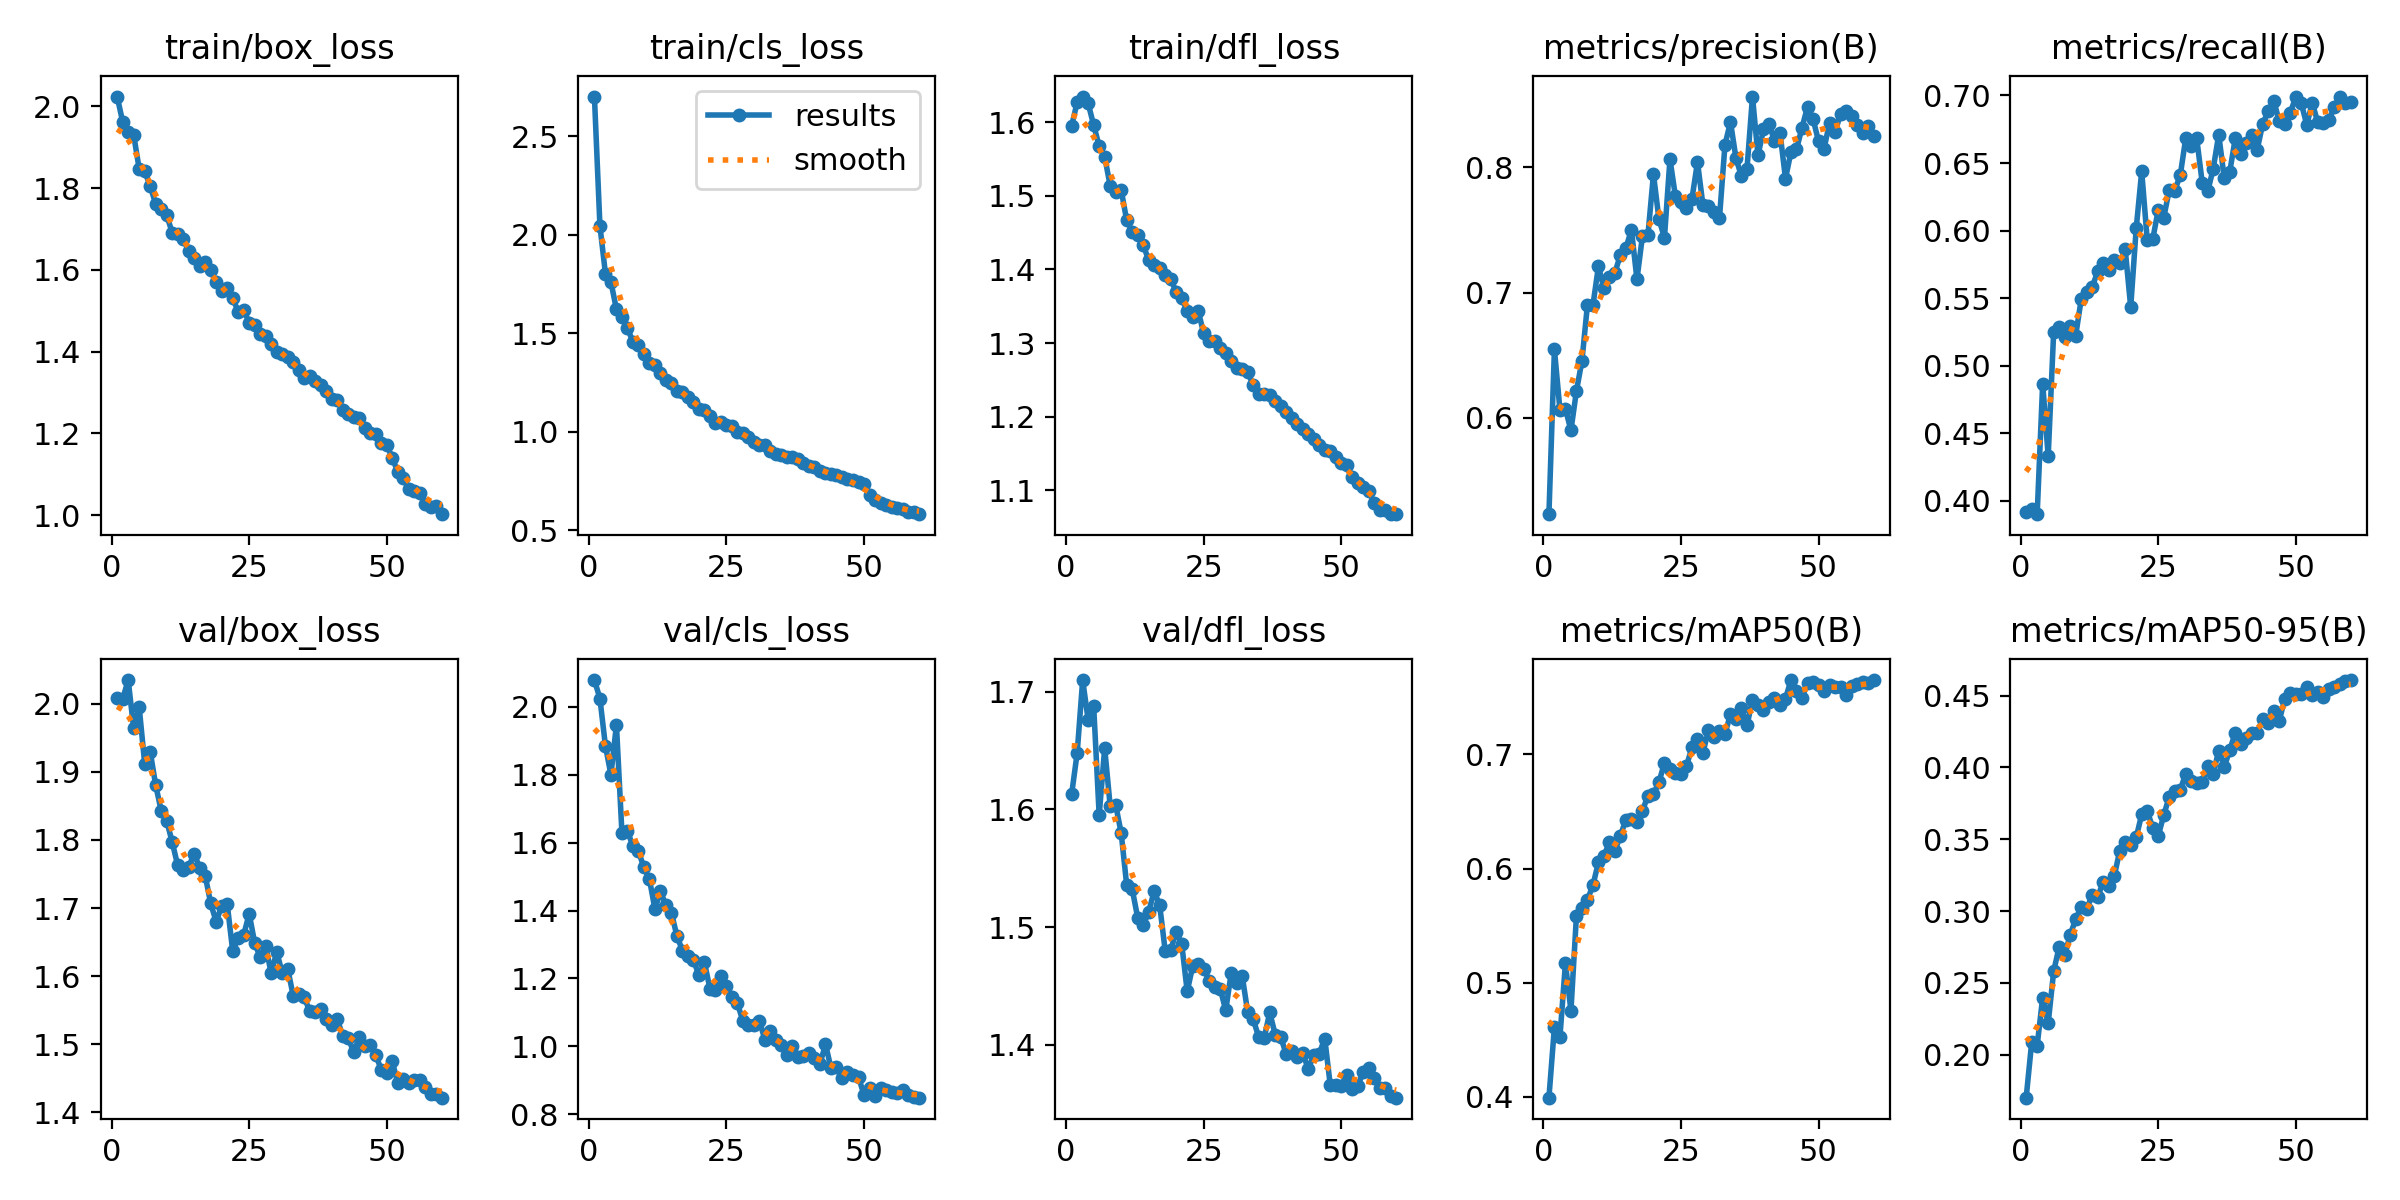 train/box_loss
2.0
1.8
1.6
1.4
1.2
1.0
0 25 50
train/cls_loss
results
smooth
2.5
2.0
1.5
1.0
0.5
0 25 50
train/dfl_loss
1.6
1.5
1.4
1.3
1.2
1.1
0 25 50
metrics/precision(B)
0.8
0.7
0.6
0 25 50
metrics/recall(B)
0.70
0.65
0.60
0.55
0.50
0.45
0.40
0 25 50
val/box_loss
2.0
1.9
1.8
1.7
1.6
1.5
1.4
0 25 50
val/cls_loss
2.0
1.8
1.6
1.4
1.2
1.0
0.8
0 25 50
val/dfl_loss
1.7
1.6
1.5
1.4
0 25 50
metrics/mAP50(B)
0.7
0.6
0.5
0.4
0 25 50
metrics/mAP50-95(B)
0.45
0.40
0.35
0.30
0.25
0.20
0 25 50